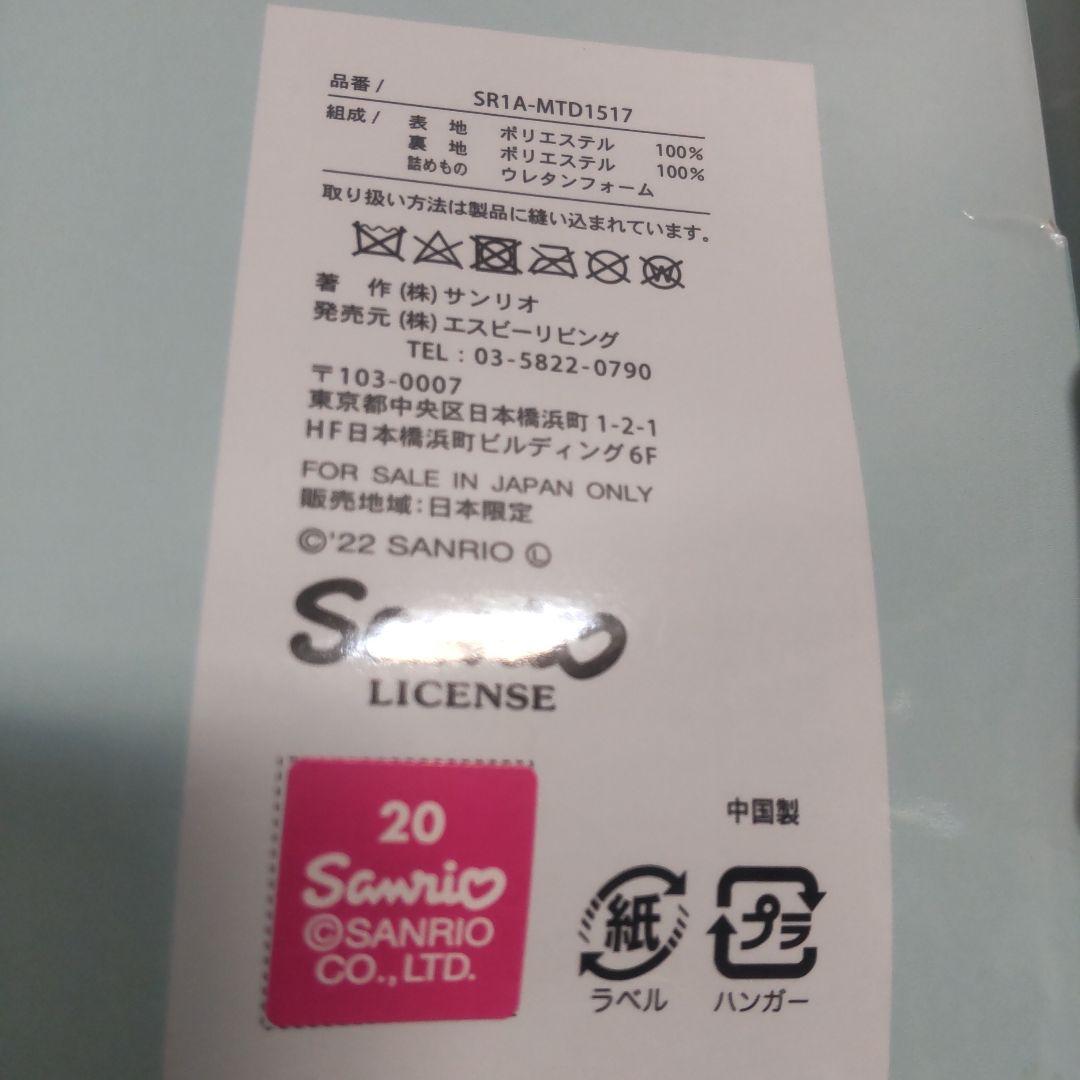 品番/ SR1A-MTD1517
組成/ 表 地 ポリエステル 100%
裏 地 ポリエステル 100%
詰めもの ウレタンフォーム
取り扱い方法は製品に縫い込まれています。
W
著 作 (株) サンリオ
発売元 (株) エスビーリビング
TEL : 03-5822-0790
〒103-0007
東京都中央区日本橋浜町 1-2-1
HF日本橋浜町ビルディング6F
FOR SALE IN JAPAN ONLY
販売地域:日本限定
©'22 SANRIO Ⓛ
Sanrio
LICENSE
20
Sanrio
©SANRIO
CO., LTD.
中国製
紙
ラベル
プラ
ハンガー